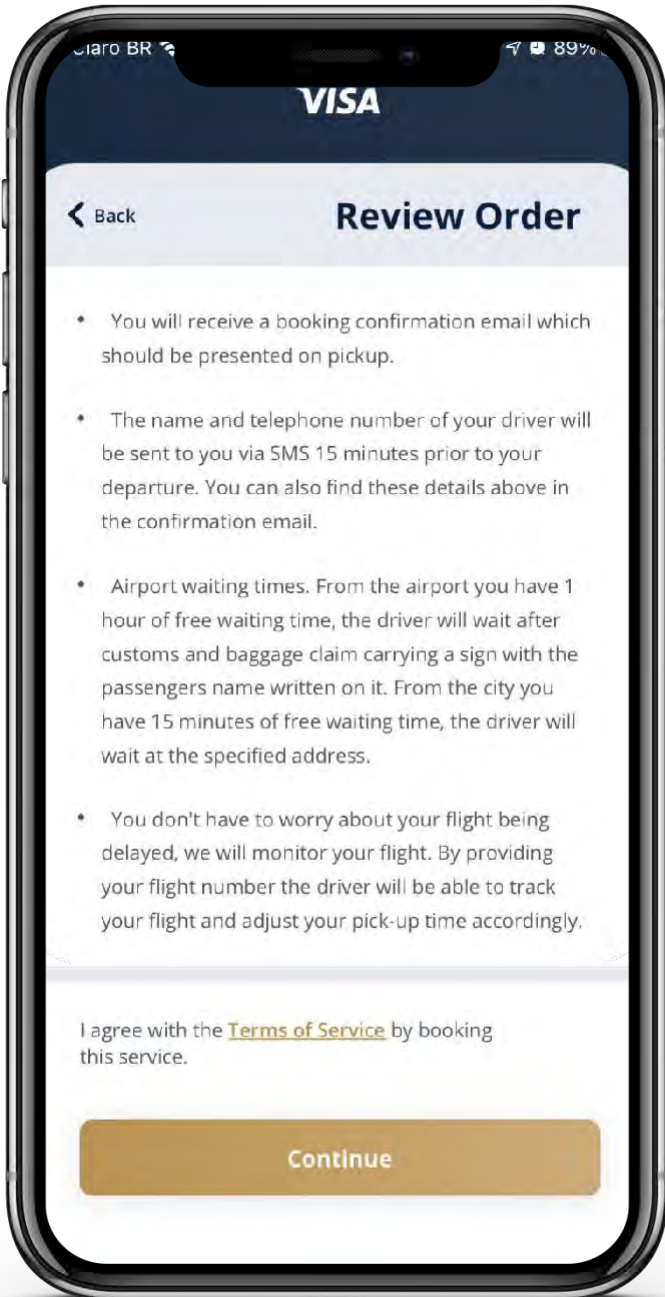 Claro BR
89%
VISA
Back
Review Order
• You will receive a booking confirmation email which
should be presented on pickup.
• The name and telephone number of your driver will
be sent to you via SMS 15 minutes prior to your
departure. You can also find these details above in
the confirmation email.
• Airport waiting times. From the airport you have 1
hour of free waiting time, the driver will wait after
customs and baggage claim carrying a sign with the
passengers name written on it. From the city you
have 15 minutes of free waiting time, the driver will
wait at the specified address.
• You don't have to worry about your flight being
delayed, we will monitor your flight. By providing
your flight number the driver will be able to track
your flight and adjust your pick-up time accordingly.
I agree with the Terms of Service by booking
this service.
Continue